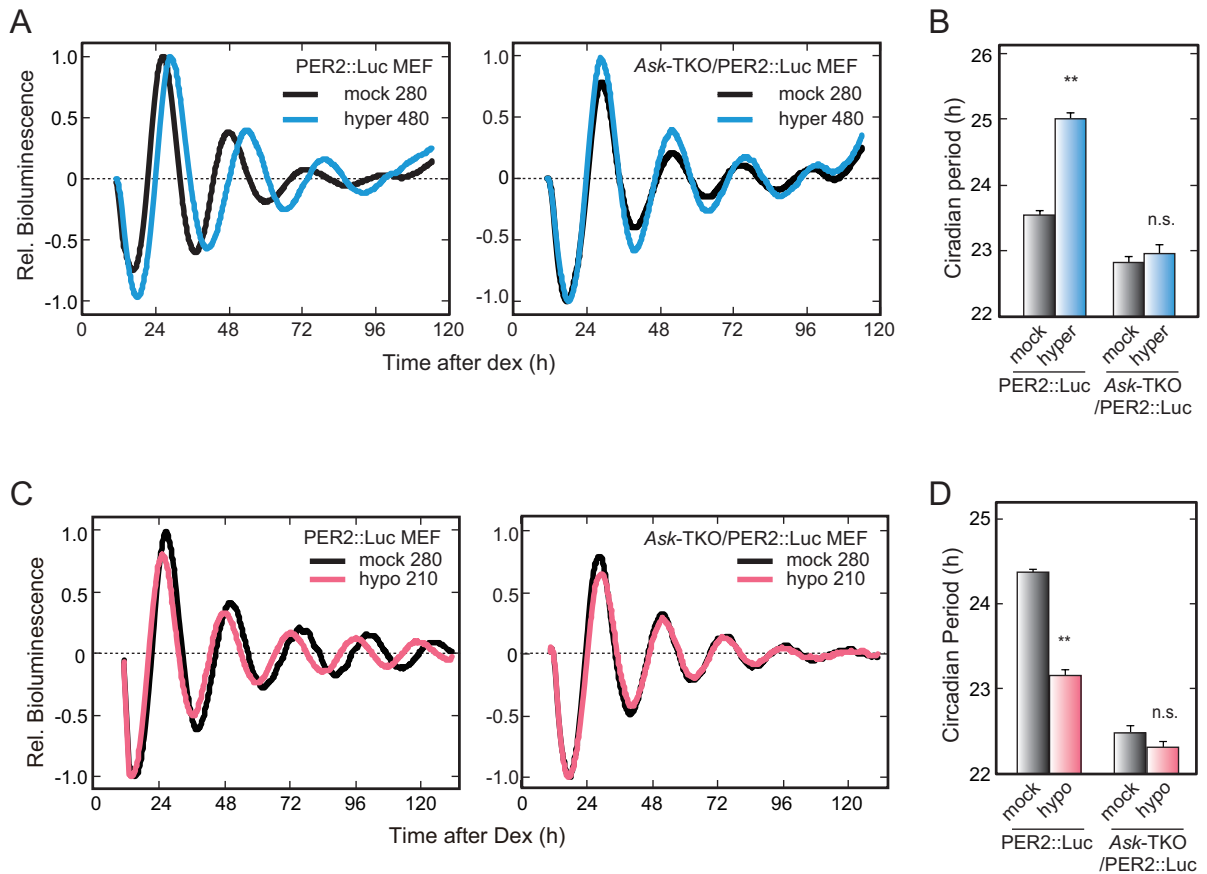 A
Rel. Bioluminescence
1.0
0.5
0
-0.5
-1.0
PER2::Luc MEF
mock 280
hyper 480
0
24
48
72
96
120
1.0
0.5
0
-0.5
-1.0
Ask-TKO/PER2::Luc MEF
mock 280
hyper 480
0
24
48
72
96
120
Time after dex (h)
B
Ciradian period (h)
26
25
24
23
22
**
n.s.
mock
hyper
mock
hyper
PER2::Luc
Ask-TKO
/PER2::Luc
C
Rel. Bioluminescence
1.0
0.5
0
-0.5
-1.0
PER2::Luc MEF
mock 280
hypo 210
0
24
48
72
96
120
1.0
0.5
0
-0.5
-1.0
Ask-TKO/PER2::Luc MEF
mock 280
hypo 210
0
24
48
72
96
120
Time after Dex (h)
D
Circadian Period (h)
25
24
23
22
**
n.s.
mock
hypo
mock
hypo
PER2::Luc
Ask-TKO
/PER2::Luc